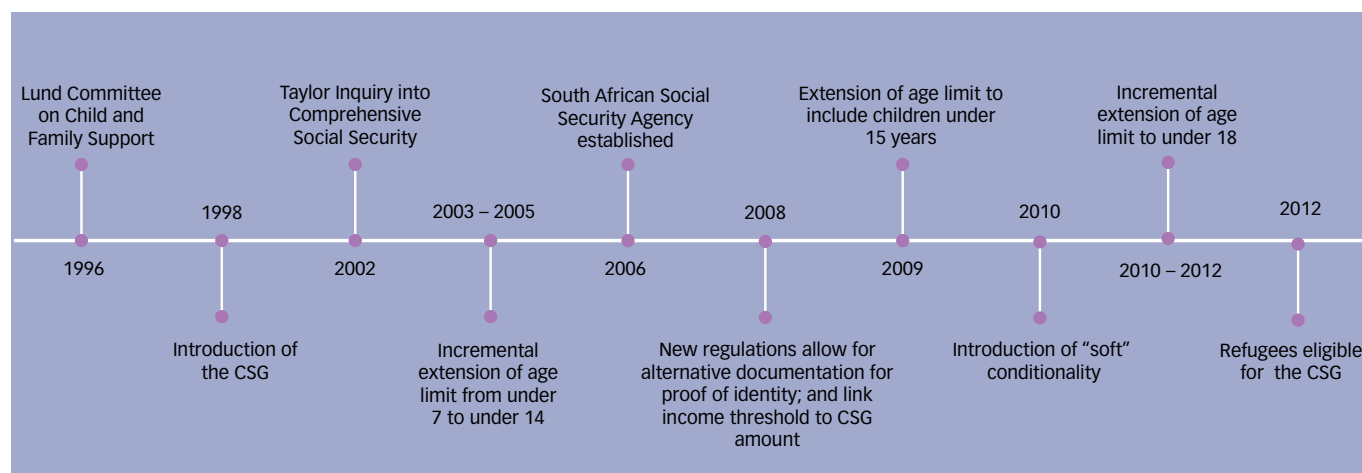 Lund Committee
on Child and
Family Support
1996
1998
Introduction of
the CSG
Taylor Inquiry into
Comprehensive
Social Security
2002
2003 – 2005
Incremental
extension of age
limit from under
7 to under 14
South African Social
Security Agency
established
2006
2008
New regulations allow for
alternative documentation for
proof of identity; and link
income threshold to CSG
amount
Extension of age limit to
include children under
15 years
2009
2010
Introduction of “soft”
conditionality
Incremental
extension of age
limit to under 18
2010 – 2012
2012
Refugees eligible
for the CSG